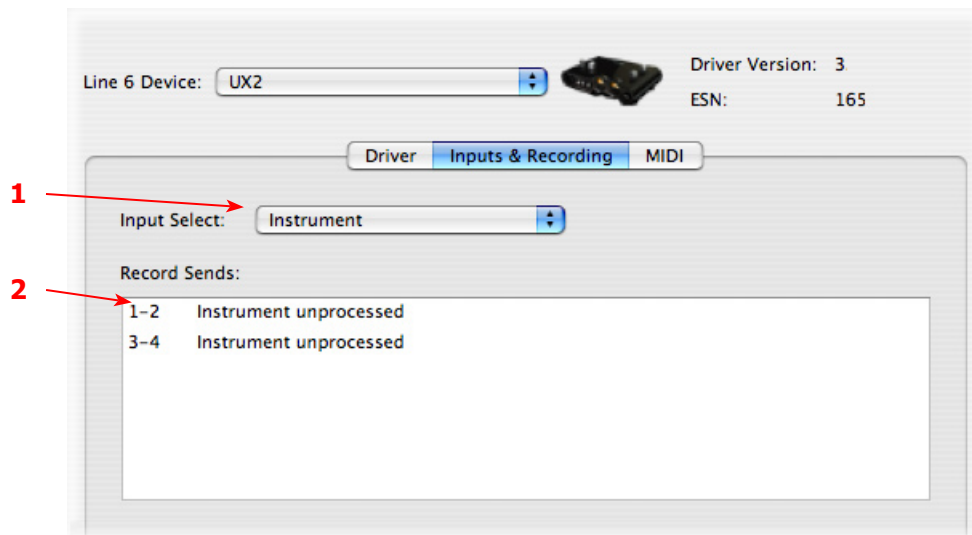 Line 6 Device: UX2
Driver Version: 3
ESN: 165
Driver Inputs & Recording MIDI
1
Input Select: Instrument
Record Sends:
2
1-2 Instrument unprocessed
3-4 Instrument unprocessed